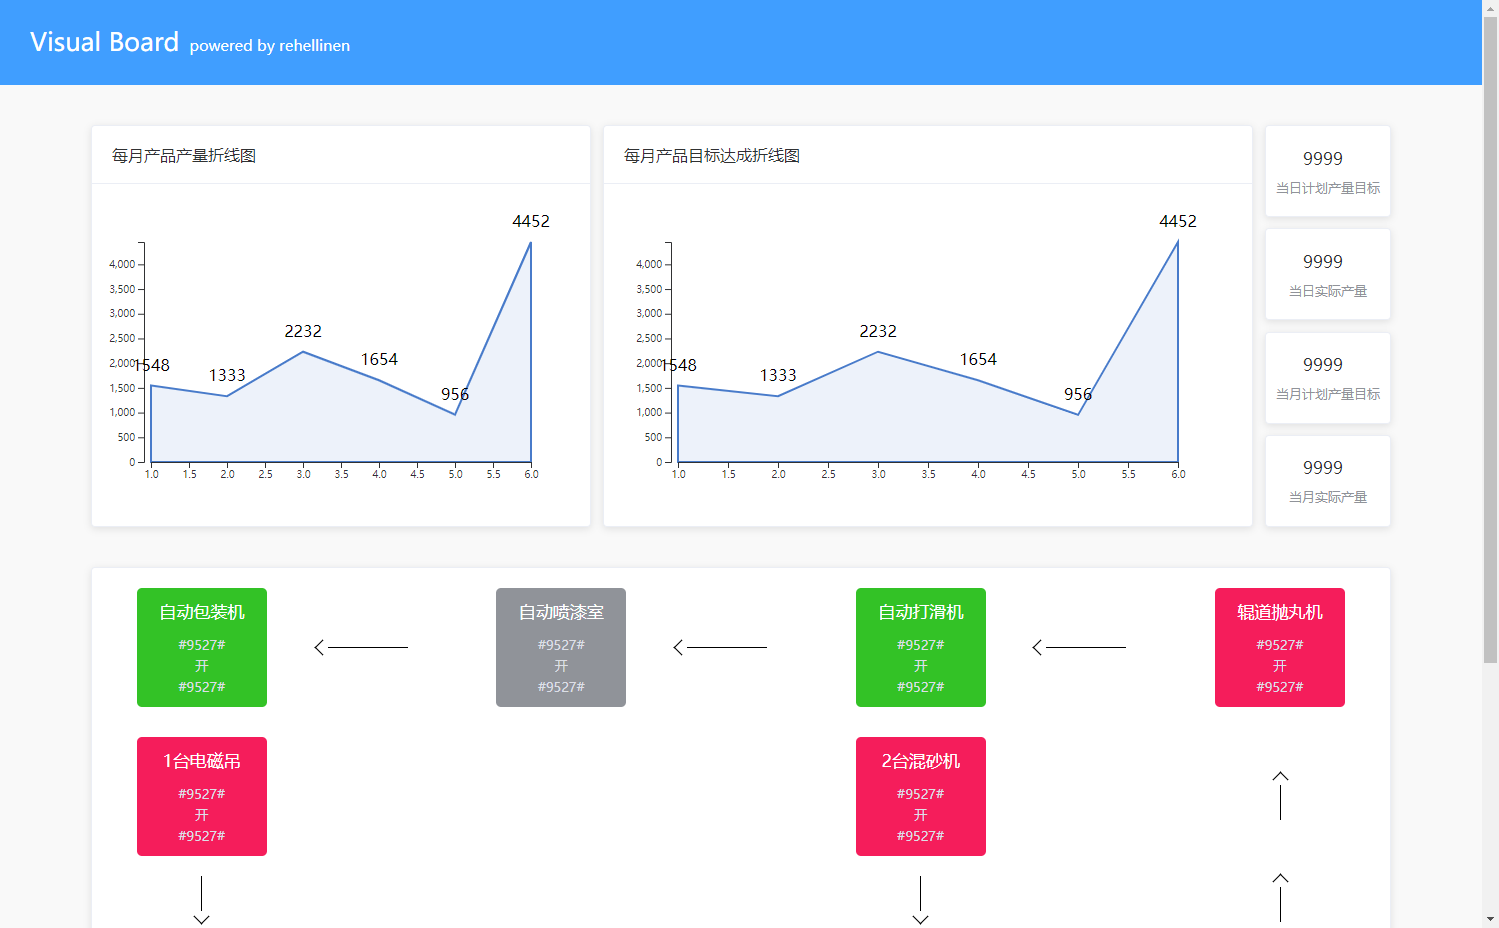 Visual Board powered by rehellinen
每月产品产量折线图
4452
2232
1654
1548
1333
956
4,000
3,500
3,000
2,500
2,000
1,500
1,000
500
0
1.0 1.5 2.0 2.5 3.0 3.5 4.0 4.5 5.0 5.5 6.0
每月产品目标达成折线图
4452
2232
1654
1548
1333
956
4,000
3,500
3,000
2,500
2,000
1,500
1,000
500
0
1.0 1.5 2.0 2.5 3.0 3.5 4.0 4.5 5.0 5.5 6.0
9999
当日计划产量目标
9999
当日实际产量
9999
当月计划产量目标
9999
当月实际产量
自动包装机
#9527#
开
#9527#
自动喷漆室
#9527#
开
#9527#
自动打滑机
#9527#
开
#9527#
辊道抛丸机
#9527#
开
#9527#
1台电磁吊
#9527#
开
#9527#
2台混砂机
#9527#
开
#9527#